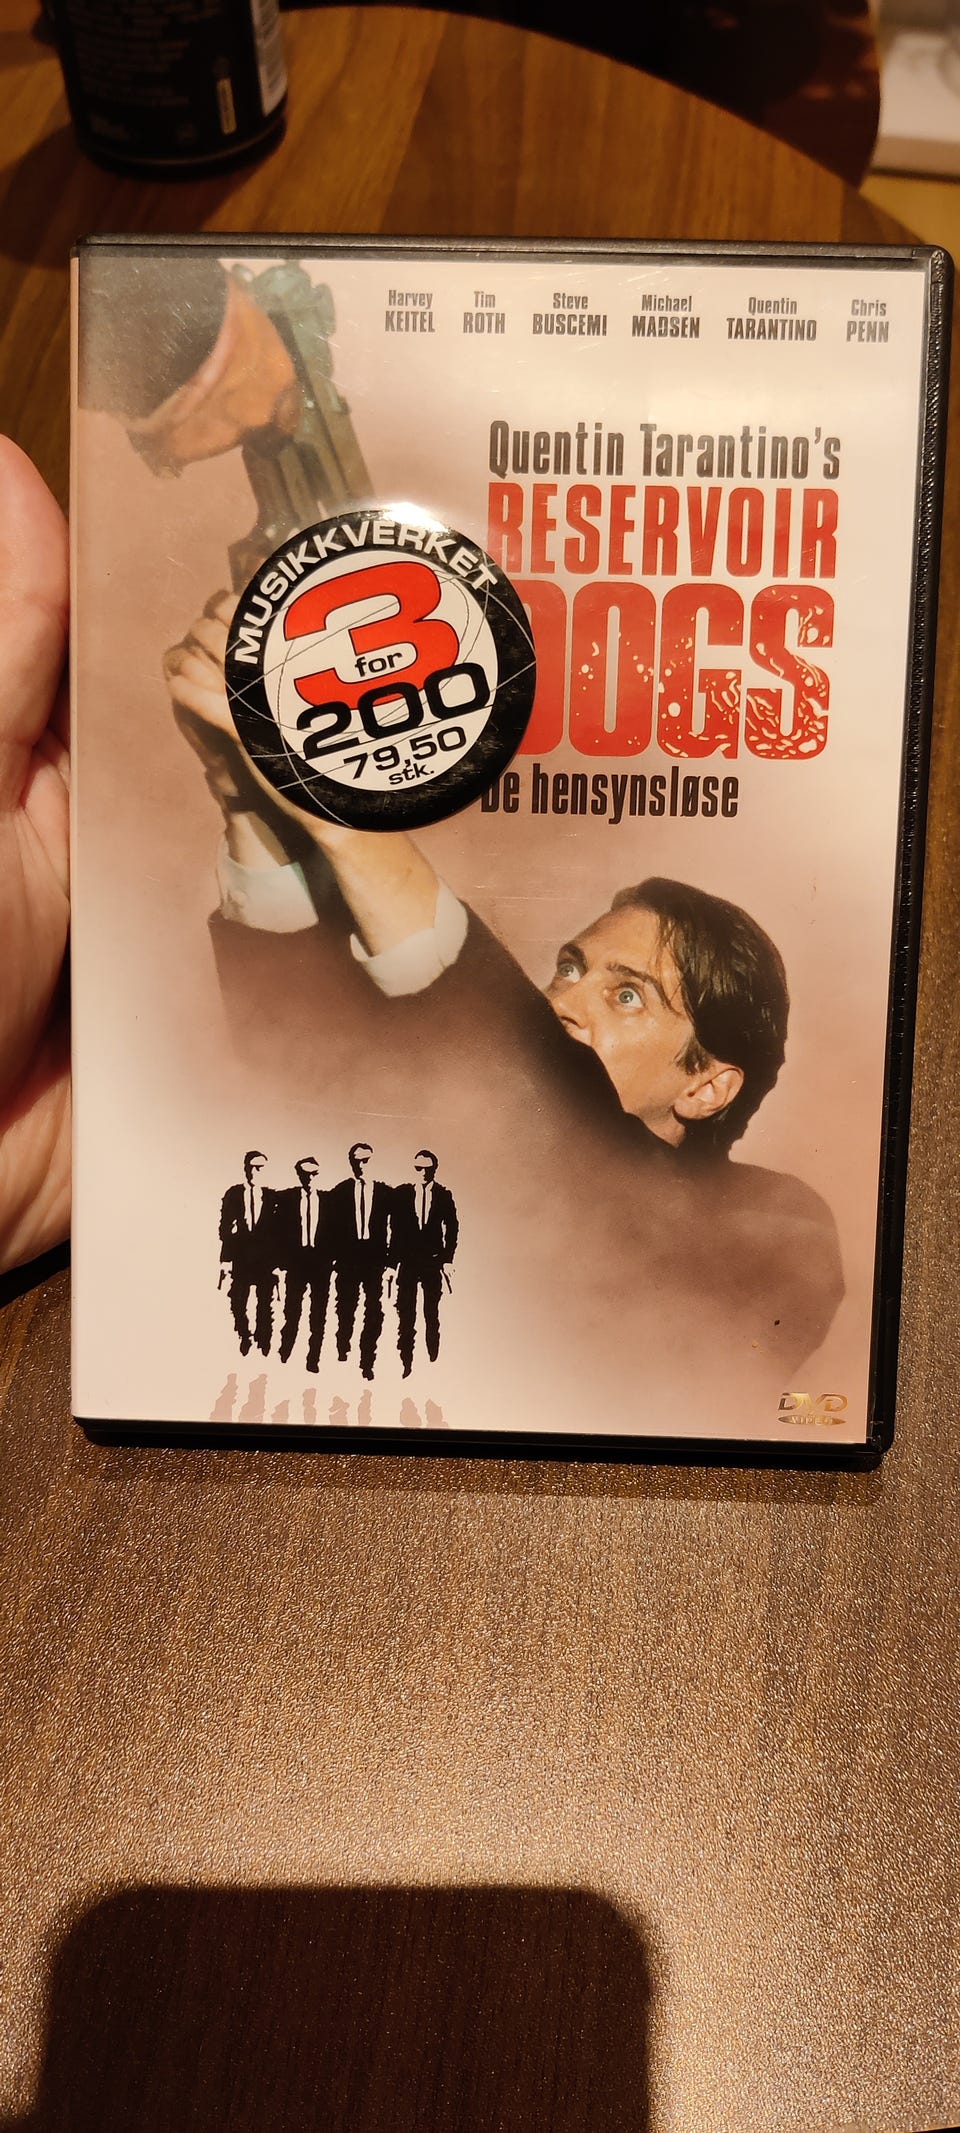 Harvey KEITEL
Tim ROTH
Steve BUSCEMI
Michael MADSEN
Quentin TARANTINO
Chris PENN
Quentin Tarantino's
RESERVOIR
DOGS
De hensynsløse
MUSIKKVERKET
3
for
200
79,50
stk.
DVD
VIDEO